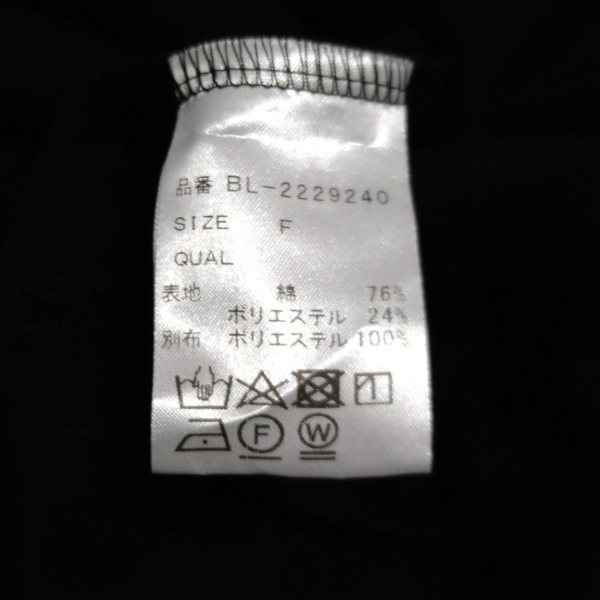 品番 BL-2229240
SIZE F
QUAL
表地 綿 76%
ポリエステル 24%
別布 ポリエステル 100%
F W